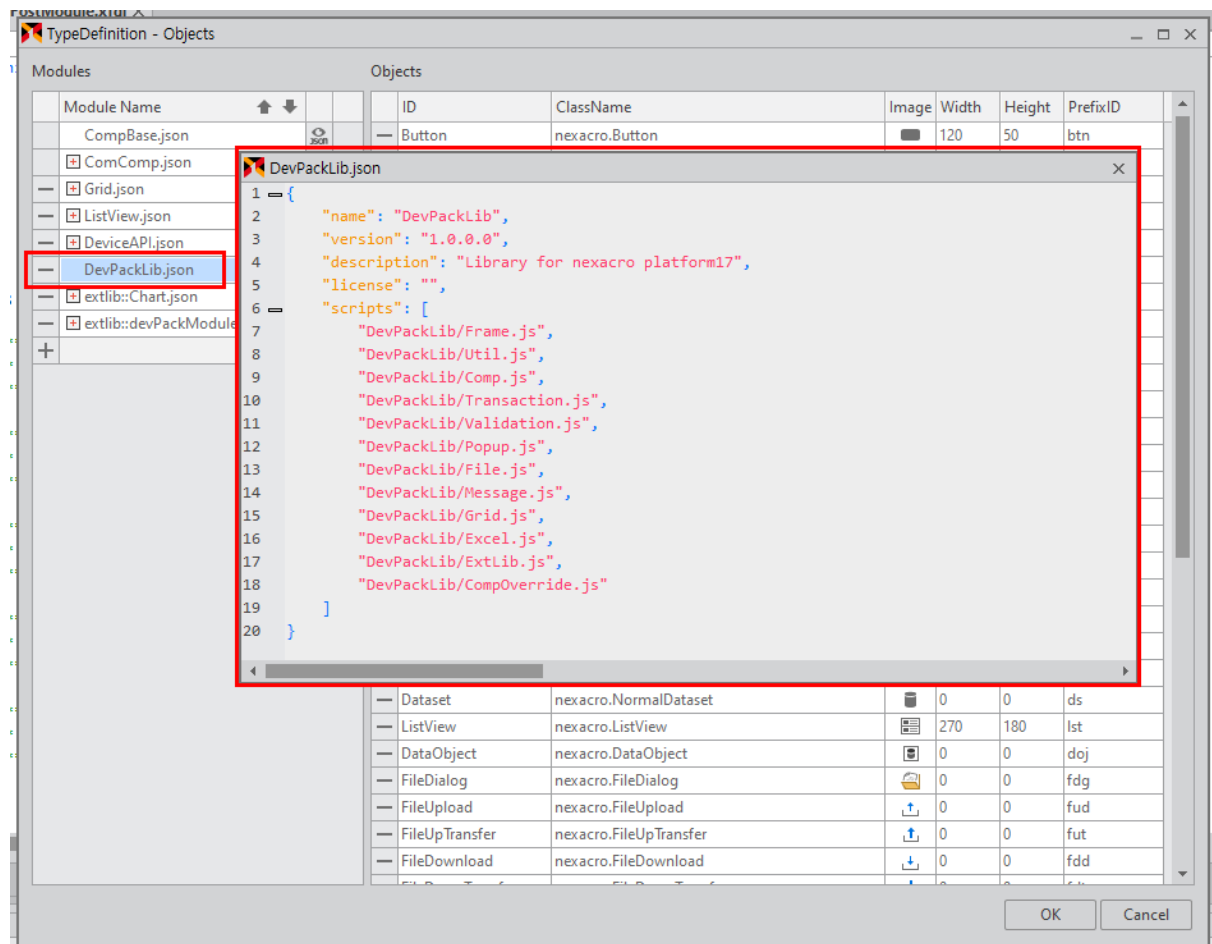 PostModule.xfdl
TypeDefinition - Objects
Modules
Objects
Module Name
ID ClassName Image Width Height PrefixID
CompBase.json
JSON
Button nexacro.Button 120 50 btn
ComComp.json
Grid.json
ListView.json
DeviceAPI.json
DevPackLib.json
extlib::Chart.json
extlib::devPackModule
DevPackLib.json
1 {
2 "name": "DevPackLib",
3 "version": "1.0.0.0",
4 "description": "Library for nexacro platform17",
5 "license": "",
6 "scripts": [
7 "DevPackLib/Frame.js",
8 "DevPackLib/Util.js",
9 "DevPackLib/Comp.js",
10 "DevPackLib/Transaction.js",
11 "DevPackLib/Validation.js",
12 "DevPackLib/Popup.js",
13 "DevPackLib/File.js",
14 "DevPackLib/Message.js",
15 "DevPackLib/Grid.js",
16 "DevPackLib/Excel.js",
17 "DevPackLib/ExtLib.js",
18 "DevPackLib/CompOverride.js"
19 ]
20 }
Dataset nexacro.NormalDataset 0 0 ds
ListView nexacro.ListView 270 180 lst
DataObject nexacro.DataObject 0 0 doj
FileDialog nexacro.FileDialog 0 0 fdg
FileUpload nexacro.FileUpload 0 0 fud
FileUpTransfer nexacro.FileUpTransfer 0 0 fut
FileDownload nexacro.FileDownload 0 0 fdd
OK Cancel